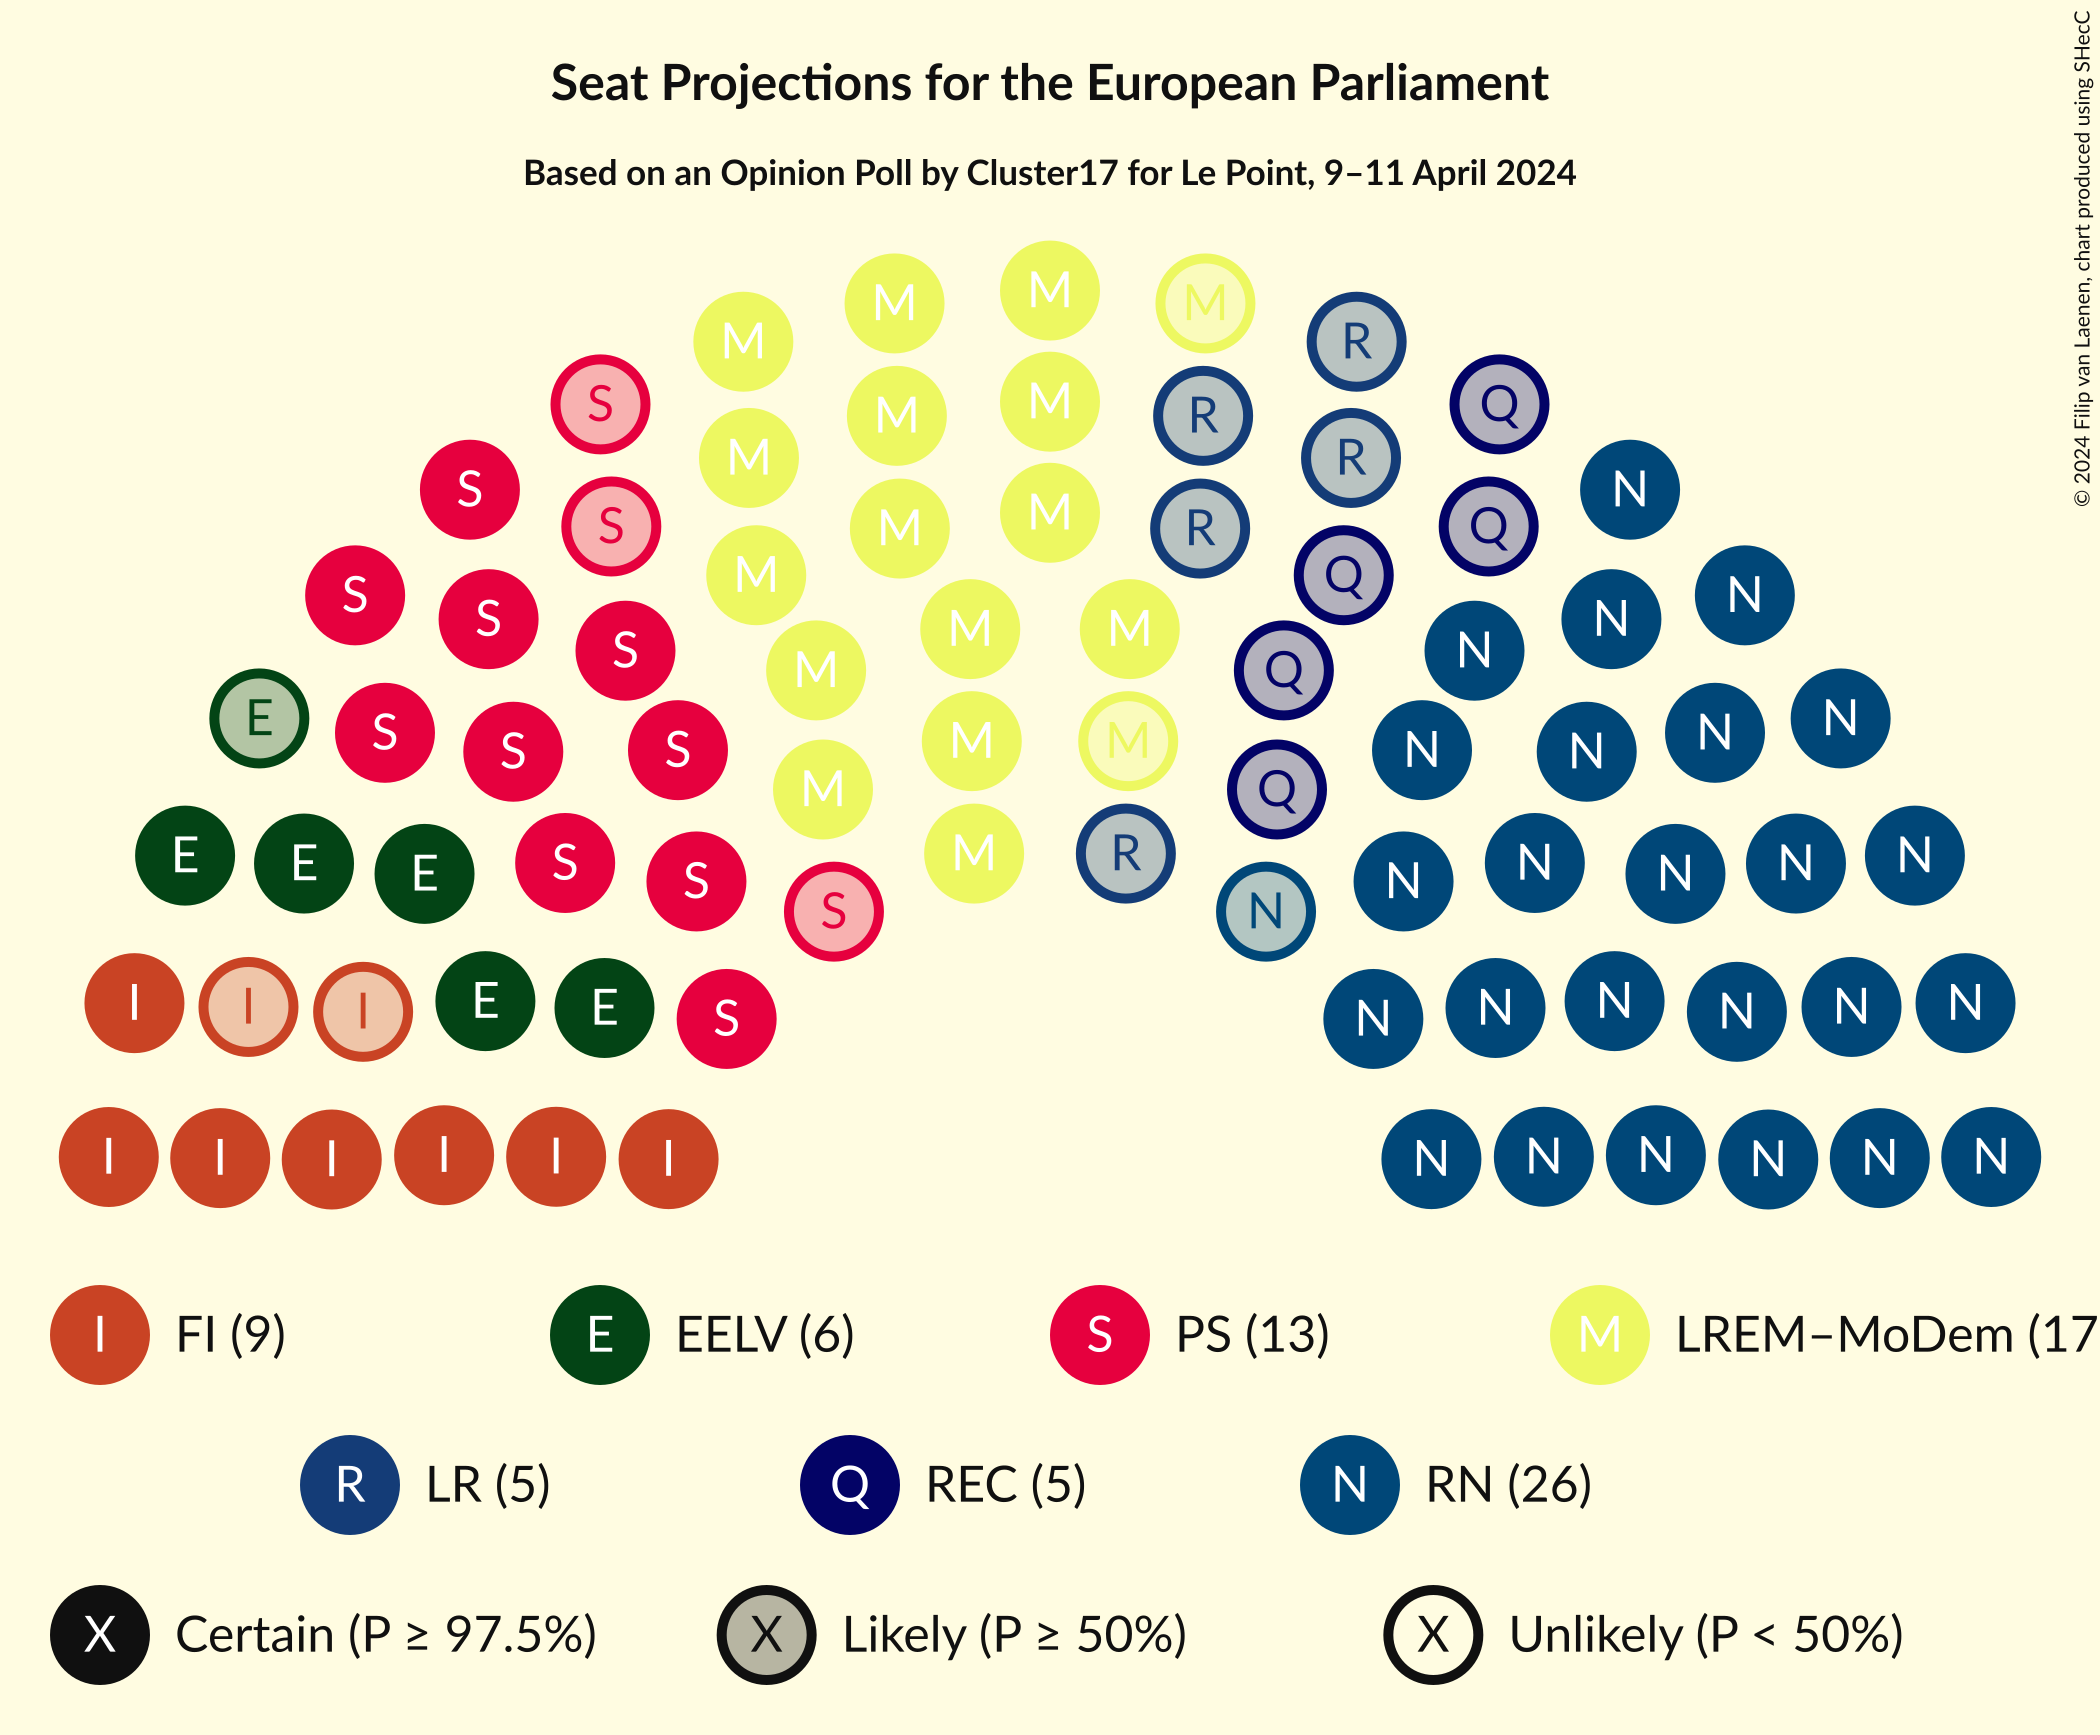 Seat Projections for the European Parliament
Based on an Opinion Poll by Cluster17 for Le Point, 9–11 April 2024
© 2024 Filip van Laenen, chart produced using SHecC
M M M M M
R
S M M M R R Q
S M M M R Q
S M M Q
S S S M M M Q N N N
E S S S M M M Q N N N N
E E E S S S M R N N N N N N
I I I E E S N N N N N N
I I I I I I N N N N N N
I FI (9) E EELV (6) S PS (13) M LREM–MoDem (17
R LR (5) Q REC (5) N RN (26)
X Certain (P ≥ 97.5%) X Likely (P ≥ 50%) X Unlikely (P < 50%)